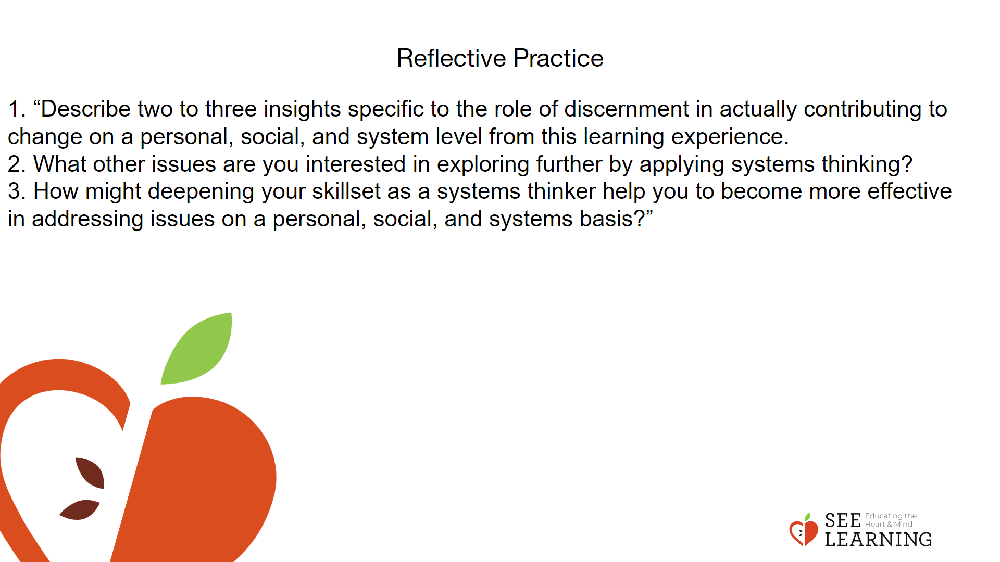 Reflective Practice
1. “Describe two to three insights specific to the role of discernment in actually contributing to
change on a personal, social, and system level from this learning experience.
2. What other issues are you interested in exploring further by applying systems thinking?
3. How might deepening your skillset as a systems thinker help you to become more effective
in addressing issues on a personal, social, and systems basis?”
SEE Educating the
Heart & Mind
LEARNING